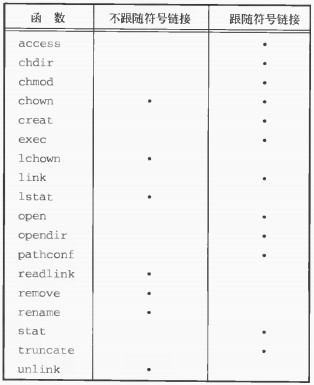 函 数 不跟随符号链接 跟随符号链接
access •
chdir •
chmod •
chown • •
creat •
exec •
lchown •
link •
lstat •
open •
opendir •
pathconf •
readlink •
remove •
rename •
stat •
truncate •
unlink •